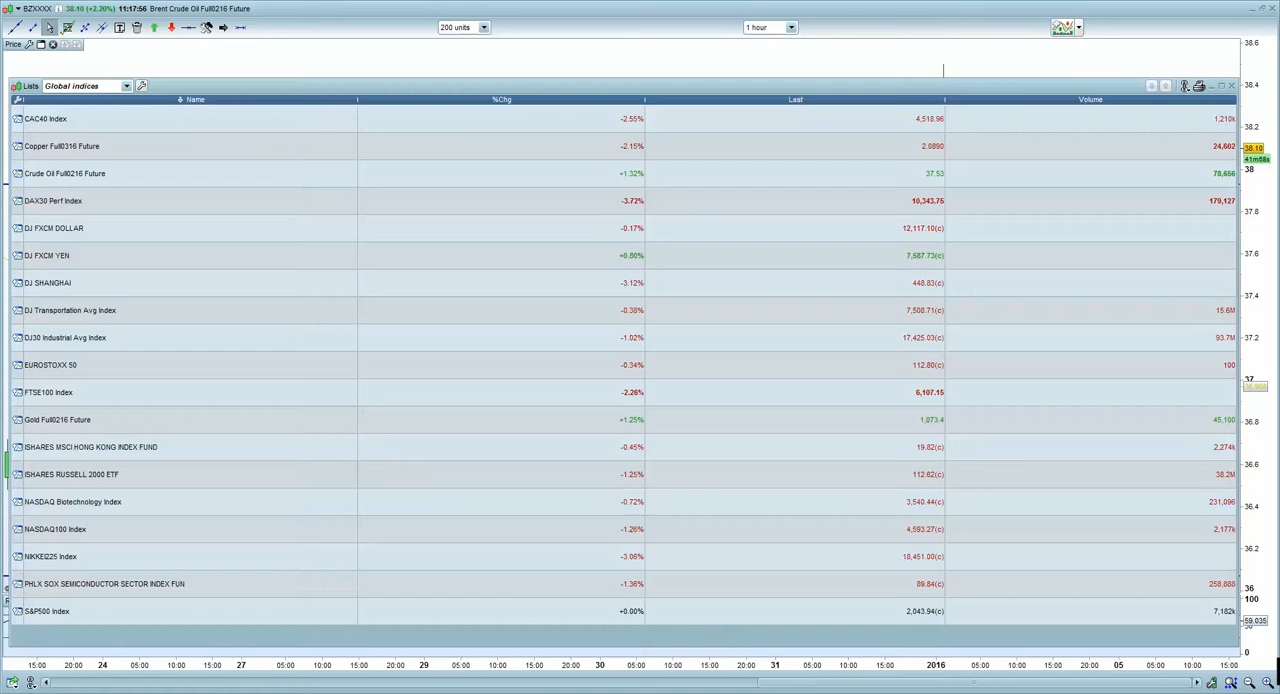 BZXXXX 38.10 (+2.20%) 11:17:56 Brent Crude Oil Full0216 Future
200 units 1 hour
Price
Lists Global indices
Name %Chg Last Volume
CAC40 Index -2.55% 4,518.96 1,210k
Copper Full0316 Future -2.15% 2.0890 24,602
Crude Oil Full0216 Future +1.32% 37.53 78,656
DAX30 Perf Index -3.72% 10,343.75 179,127
DJ FXCM DOLLAR -0.17% 12,117.10(c)
DJ FXCM YEN +0.80% 7,587.73(c)
DJ SHANGHAI -3.12% 448.83(c)
DJ Transportation Avg Index -0.38% 7,508.71(c) 15.6M
DJ30 Industrial Avg Index -1.02% 17,425.03(c) 93.7M
EUROSTOXX 50 -0.34% 112.80(c) 100
FTSE100 Index -2.26% 6,107.15
Gold Full0216 Future +1.25% 1,073.4 45,100
ISHARES MSCI HONG KONG INDEX FUND -0.45% 19.82(c) 2,274k
ISHARES RUSSELL 2000 ETF -1.25% 112.62(c) 38.2M
NASDAQ Biotechnology Index -0.72% 3,540.44(c) 231,096
NASDAQ100 Index -1.26% 4,593.27(c) 2,177k
NIKKEI225 Index -3.06% 18,451.00(c)
PHLX SOX SEMICONDUCTOR SECTOR INDEX FUN -1.36% 89.84(c) 258,888
S&P500 Index +0.00% 2,043.94(c) 7,182k
38.6
38.4
38.2
38.10
41m58s
38
37.8
37.6
37.4
37.2
37
36.8
36.6
36.4
36.2
36
100
59.035
0
15:00 20:00 24 05:00 10:00 15:00 27 05:00 10:00 15:00 20:00 29 05:00 10:00 15:00 20:00 30 05:00 10:00 15:00 20:00 31 05:00 10:00 15:00 2016 05:00 10:00 15:00 20:00 05 05:00 10:00 15:00